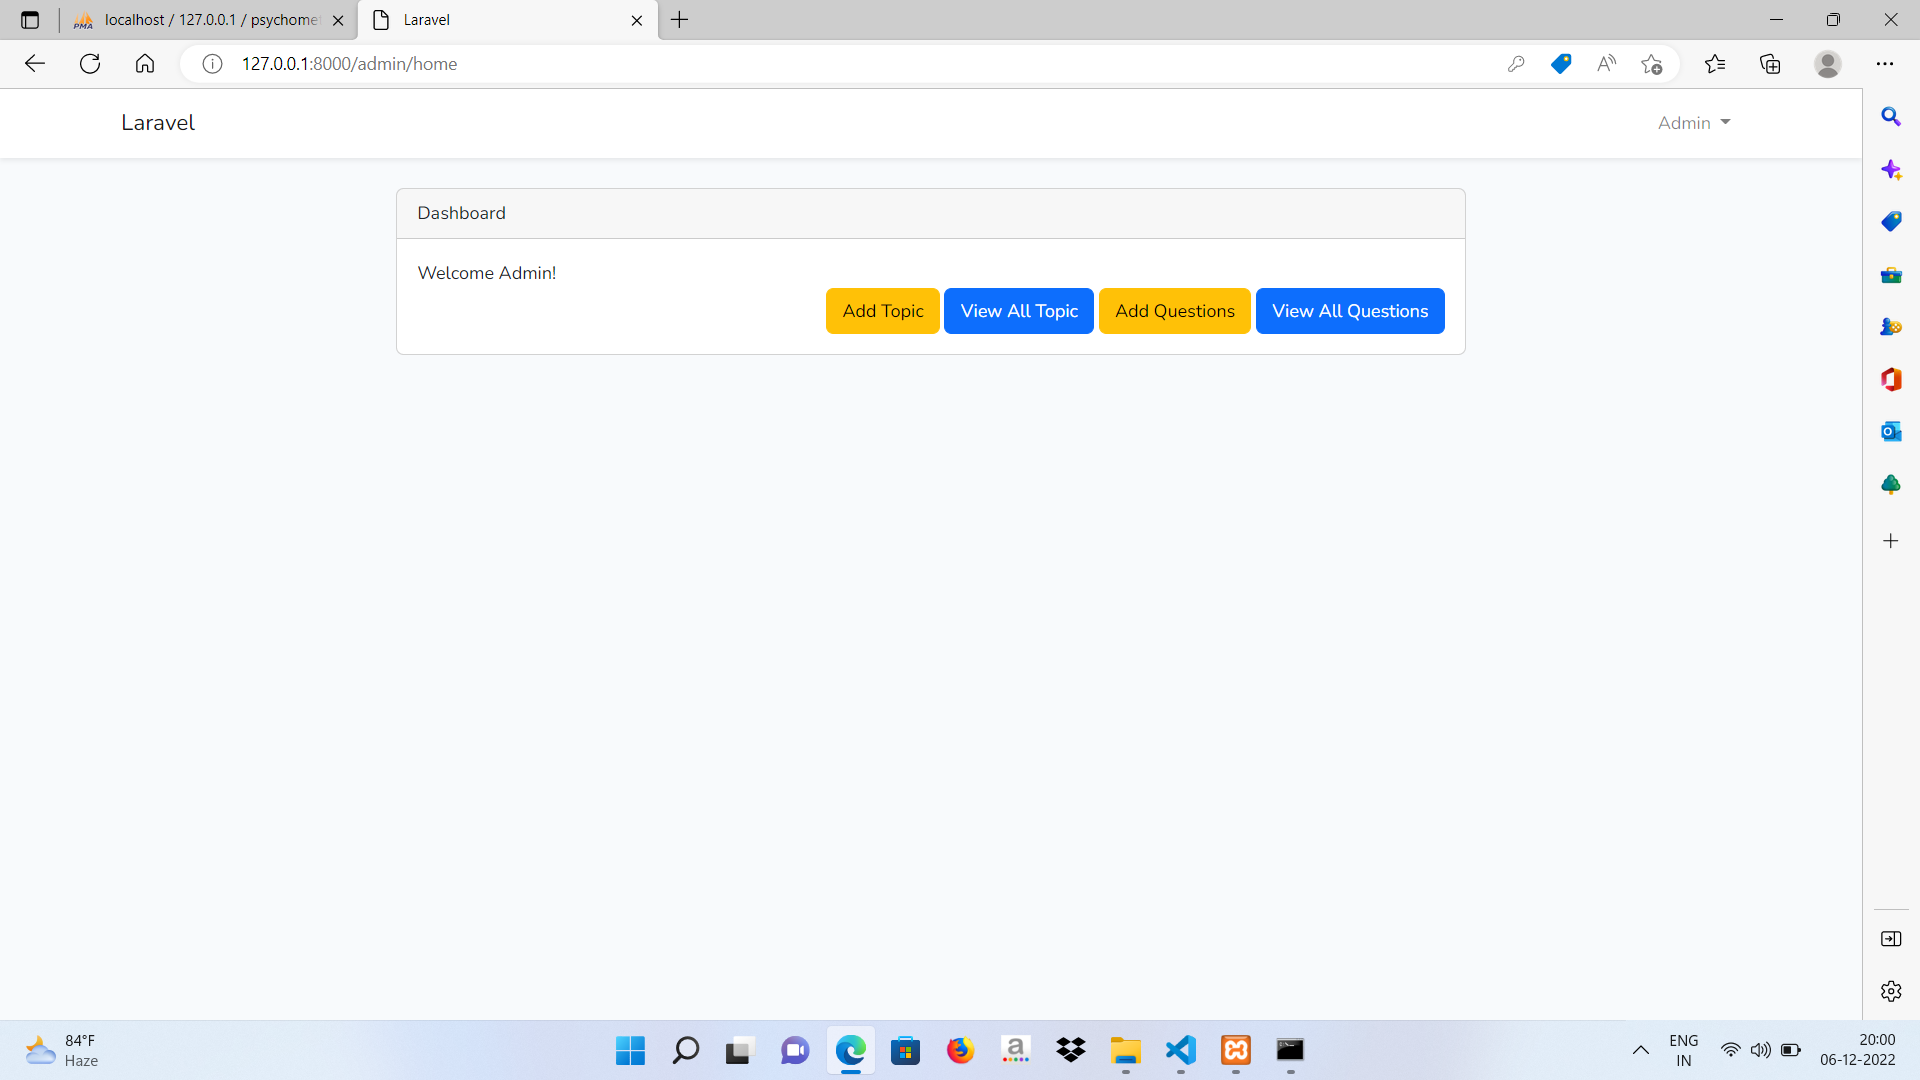 localhost / 127.0.0.1 / psychome
Laravel
127.0.0.1:8000/admin/home
Laravel
Admin
Dashboard
Welcome Admin!
Add Topic View All Topic Add Questions View All Questions
84°F
Haze
ENG
IN
20:00
06-12-2022